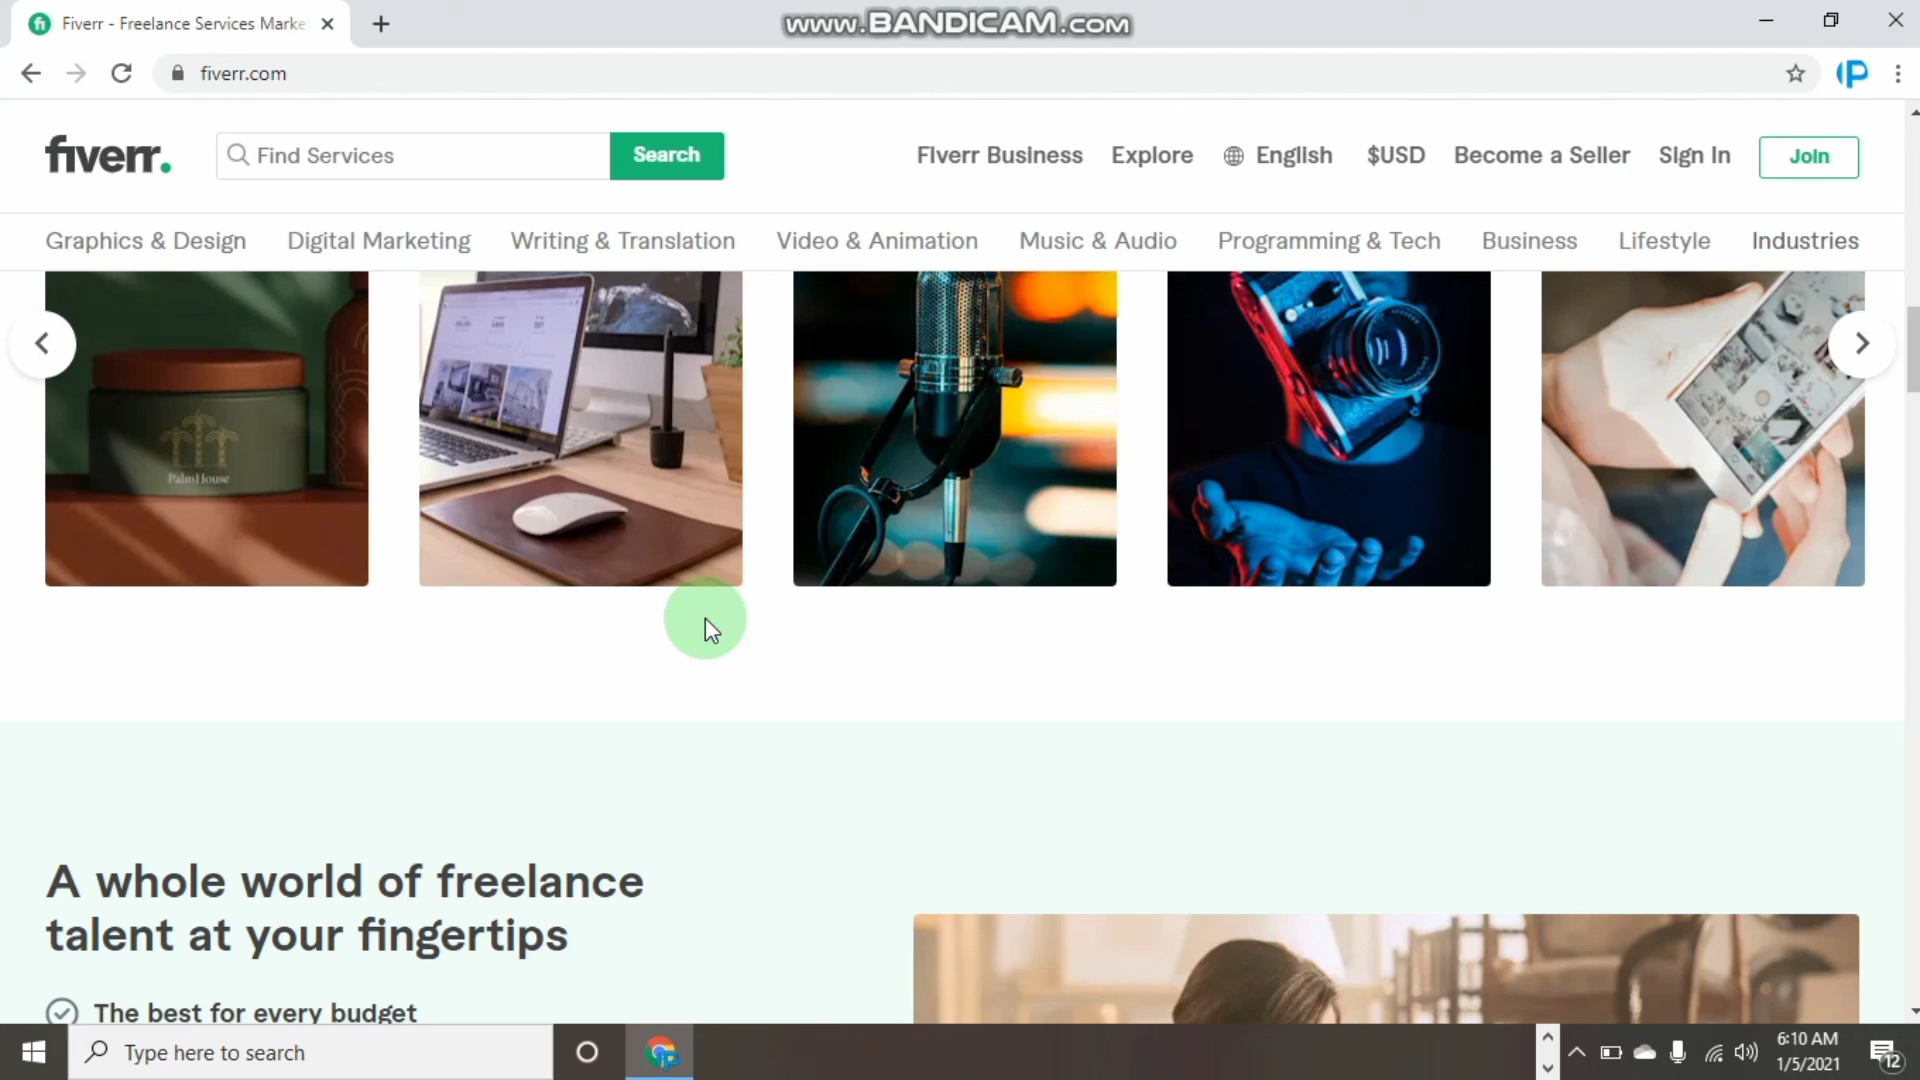 Fiverr - Freelance Services Marke
www.BANDICAM.com
fiverr.com
fiverr.
Find Services
Search
Fiverr Business
Explore
English
$USD
Become a Seller
Sign In
Join
Graphics & Design
Digital Marketing
Writing & Translation
Video & Animation
Music & Audio
Programming & Tech
Business
Lifestyle
Industries
PalmHouse
A whole world of freelance
talent at your fingertips
The best for every budget
Type here to search
6:10 AM
1/5/2021
12